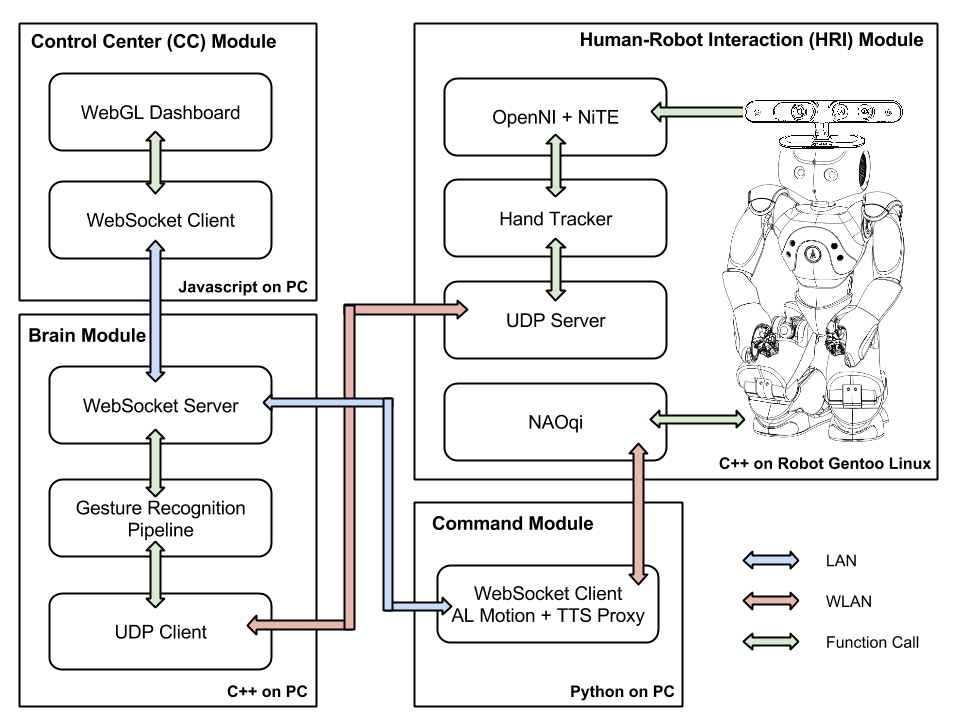 Control Center (CC) Module
WebGL Dashboard
WebSocket Client
Javascript on PC
Brain Module
WebSocket Server
Gesture Recognition
Pipeline
UDP Client
C++ on PC
Human-Robot Interaction (HRI) Module
OpenNI + NiTE
Hand Tracker
UDP Server
NAOqi
C++ on Robot Gentoo Linux
Command Module
WebSocket Client
AL Motion + TTS Proxy
Python on PC
LAN
WLAN
Function Call